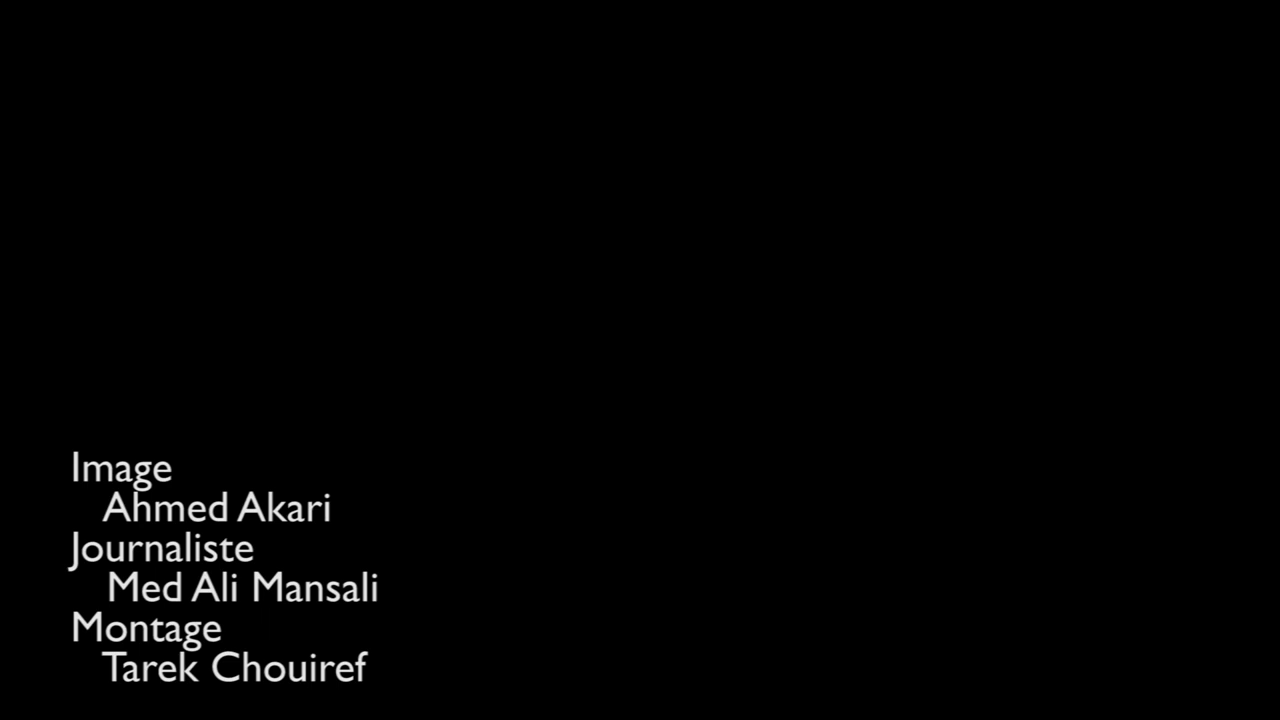 Image
Ahmed Akari
Journaliste
Med Ali Mansali
Montage
Tarek Chouiref